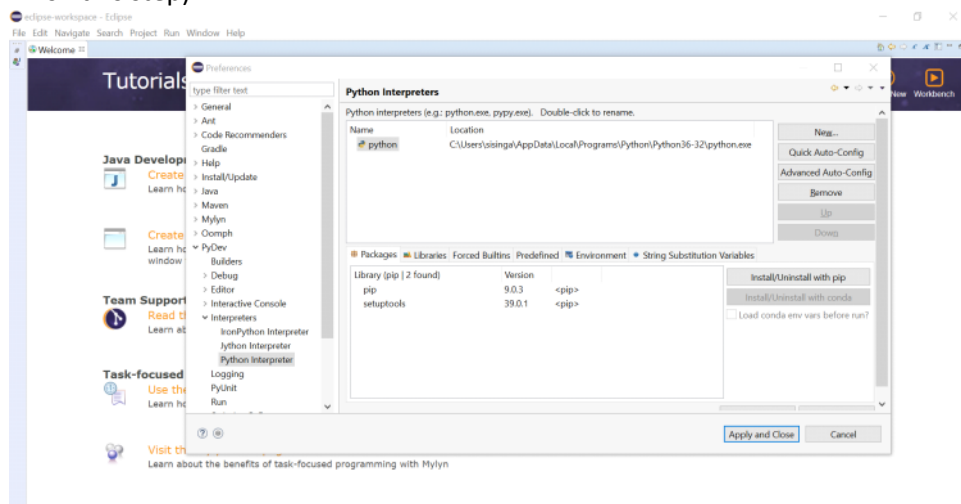 eclipse-workspace - Eclipse
File Edit Navigate Search Project Run Window Help
Welcome
Tutorials
New Workbench
Java Develop
Create
Learn ho
Create
Learn ho
window
Team Support
Read t
Learn ab
Task-focused
Use the
Learn ho
Visit th
Learn about the benefits of task-focused programming with Mylyn
Preferences
type filter text
General
Ant
Code Recommenders
Gradle
Help
Install/Update
Java
Maven
Mylyn
Oomph
PyDev
Builders
Debug
Editor
Interactive Console
Interpreters
IronPython Interpreter
Jython Interpreter
Python Interpreter
Logging
PyUnit
Run
Python Interpreters
Python interpreters (e.g.: python.exe, pypy.exe). Double-click to rename.
Name Location
python C:\Users\sisinga\AppData\Local\Programs\Python\Python36-32\python.exe
New...
Quick Auto-Config
Advanced Auto-Config
Remove
Up
Down
Packages Libraries Forced Builtins Predefined Environment String Substitution Variables
Library (pip | 2 found) Version
pip 9.0.3 <pip>
setuptools 39.0.1 <pip>
Install/Uninstall with pip
Install/Uninstall with conda
Load conda env vars before run?
Apply and Close Cancel